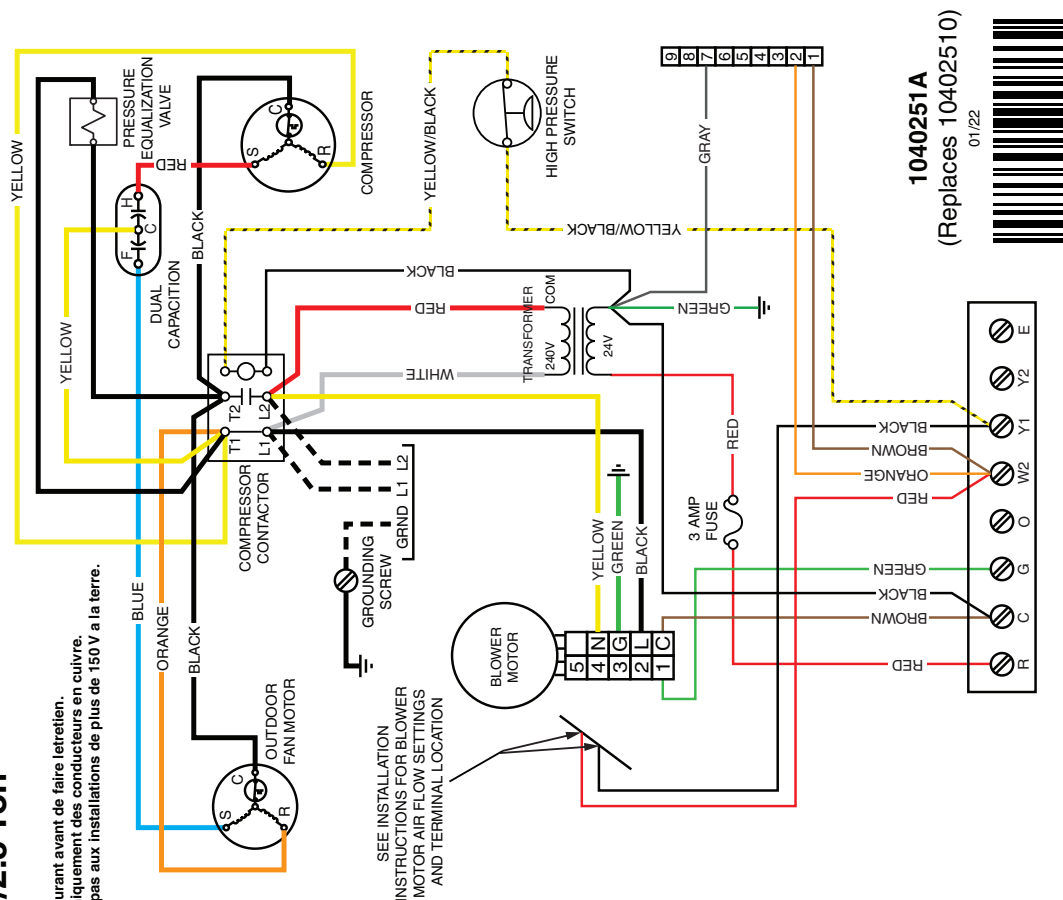 /2.5 Ton
urant avant de faire letretien.
iquement des conducteurs en cuivre.
pas aux installations de plus de 150 V a la terre.
YELLOW
PRESSURE
EQUALIZATION
VALVE
RED
F
C
H
DUAL
CAPACITION
BLACK
S
C
R
COMPRESSOR
YELLOW/BLACK
HIGH PRESSURE
SWITCH
YELLOW/BLACK
GRAY
9
8
7
6
5
4
3
2
1
1040251A
(Replaces 10402510)
01/22
YELLOW
BLUE
ORANGE
BLACK
T1
T2
L1
L2
COMPRESSOR
CONTACTOR
BLACK
RED
WHITE
TRANSFORMER
240V
COM
24V
GREEN
GRND
L1
L2
GROUNDING
SCREW
S
C
R
OUTDOOR
FAN MOTOR
YELLOW
GREEN
BLACK
BLOWER
MOTOR
5
4 N
3 G
2 L
1 C
RED
3 AMP
FUSE
SEE INSTALLATION
INSTRUCTIONS FOR BLOWER
MOTOR AIR FLOW SETTINGS
AND TERMINAL LOCATION
BLACK
BROWN
ORANGE
RED
GREEN
BLACK
BROWN
RED
R
C
G
O
W2
Y1
Y2
E